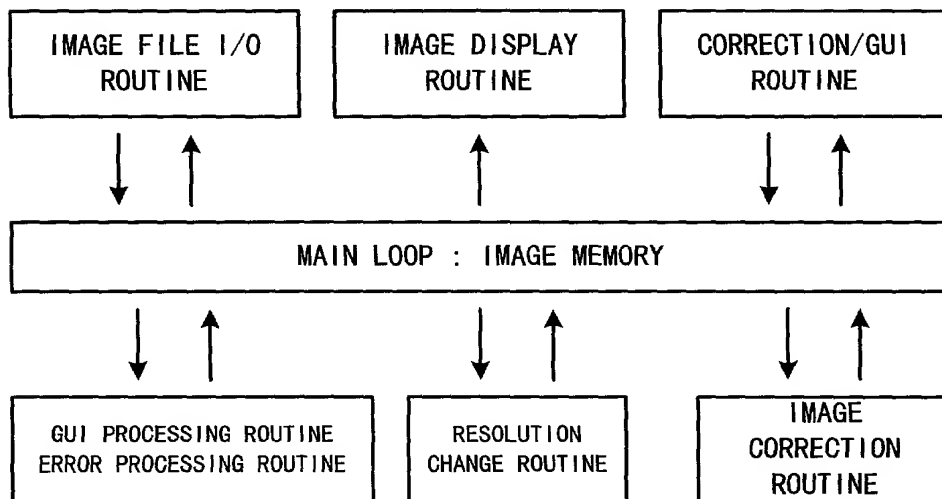 IMAGE FILE I/O
ROUTINE
IMAGE DISPLAY
ROUTINE
CORRECTION/GUI
ROUTINE
MAIN LOOP : IMAGE MEMORY
GUI PROCESSING ROUTINE
ERROR PROCESSING ROUTINE
RESOLUTION
CHANGE ROUTINE
IMAGE
CORRECTION
ROUTINE